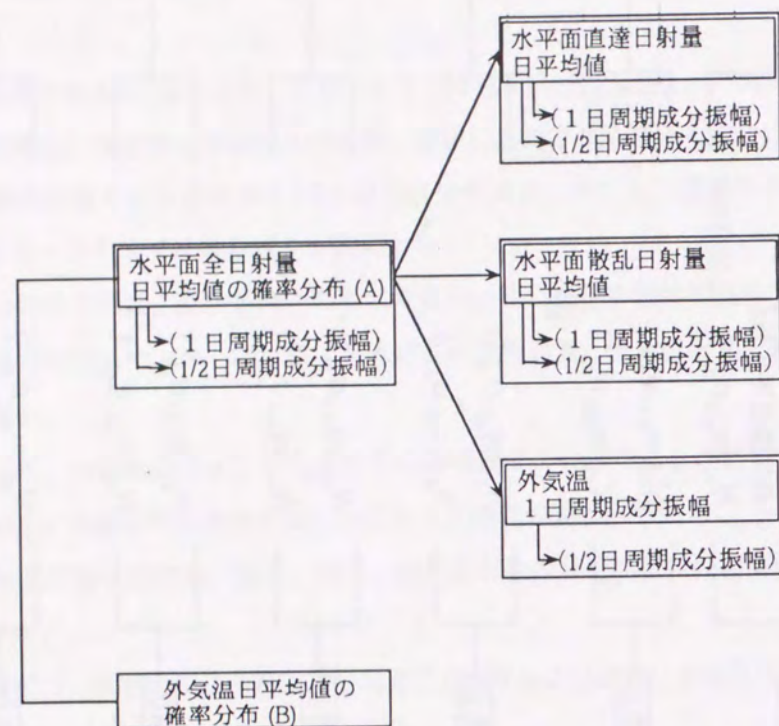 水平面直達日射量
日平均値
(1日周期成分振幅)
(1/2日周期成分振幅)
水平面全日射量
日平均値の確率分布 (A)
(1日周期成分振幅)
(1/2日周期成分振幅)
水平面散乱日射量
日平均値
(1日周期成分振幅)
(1/2日周期成分振幅)
外気温
1日周期成分振幅
(1/2日周期成分振幅)
外気温日平均値の
確率分布 (B)